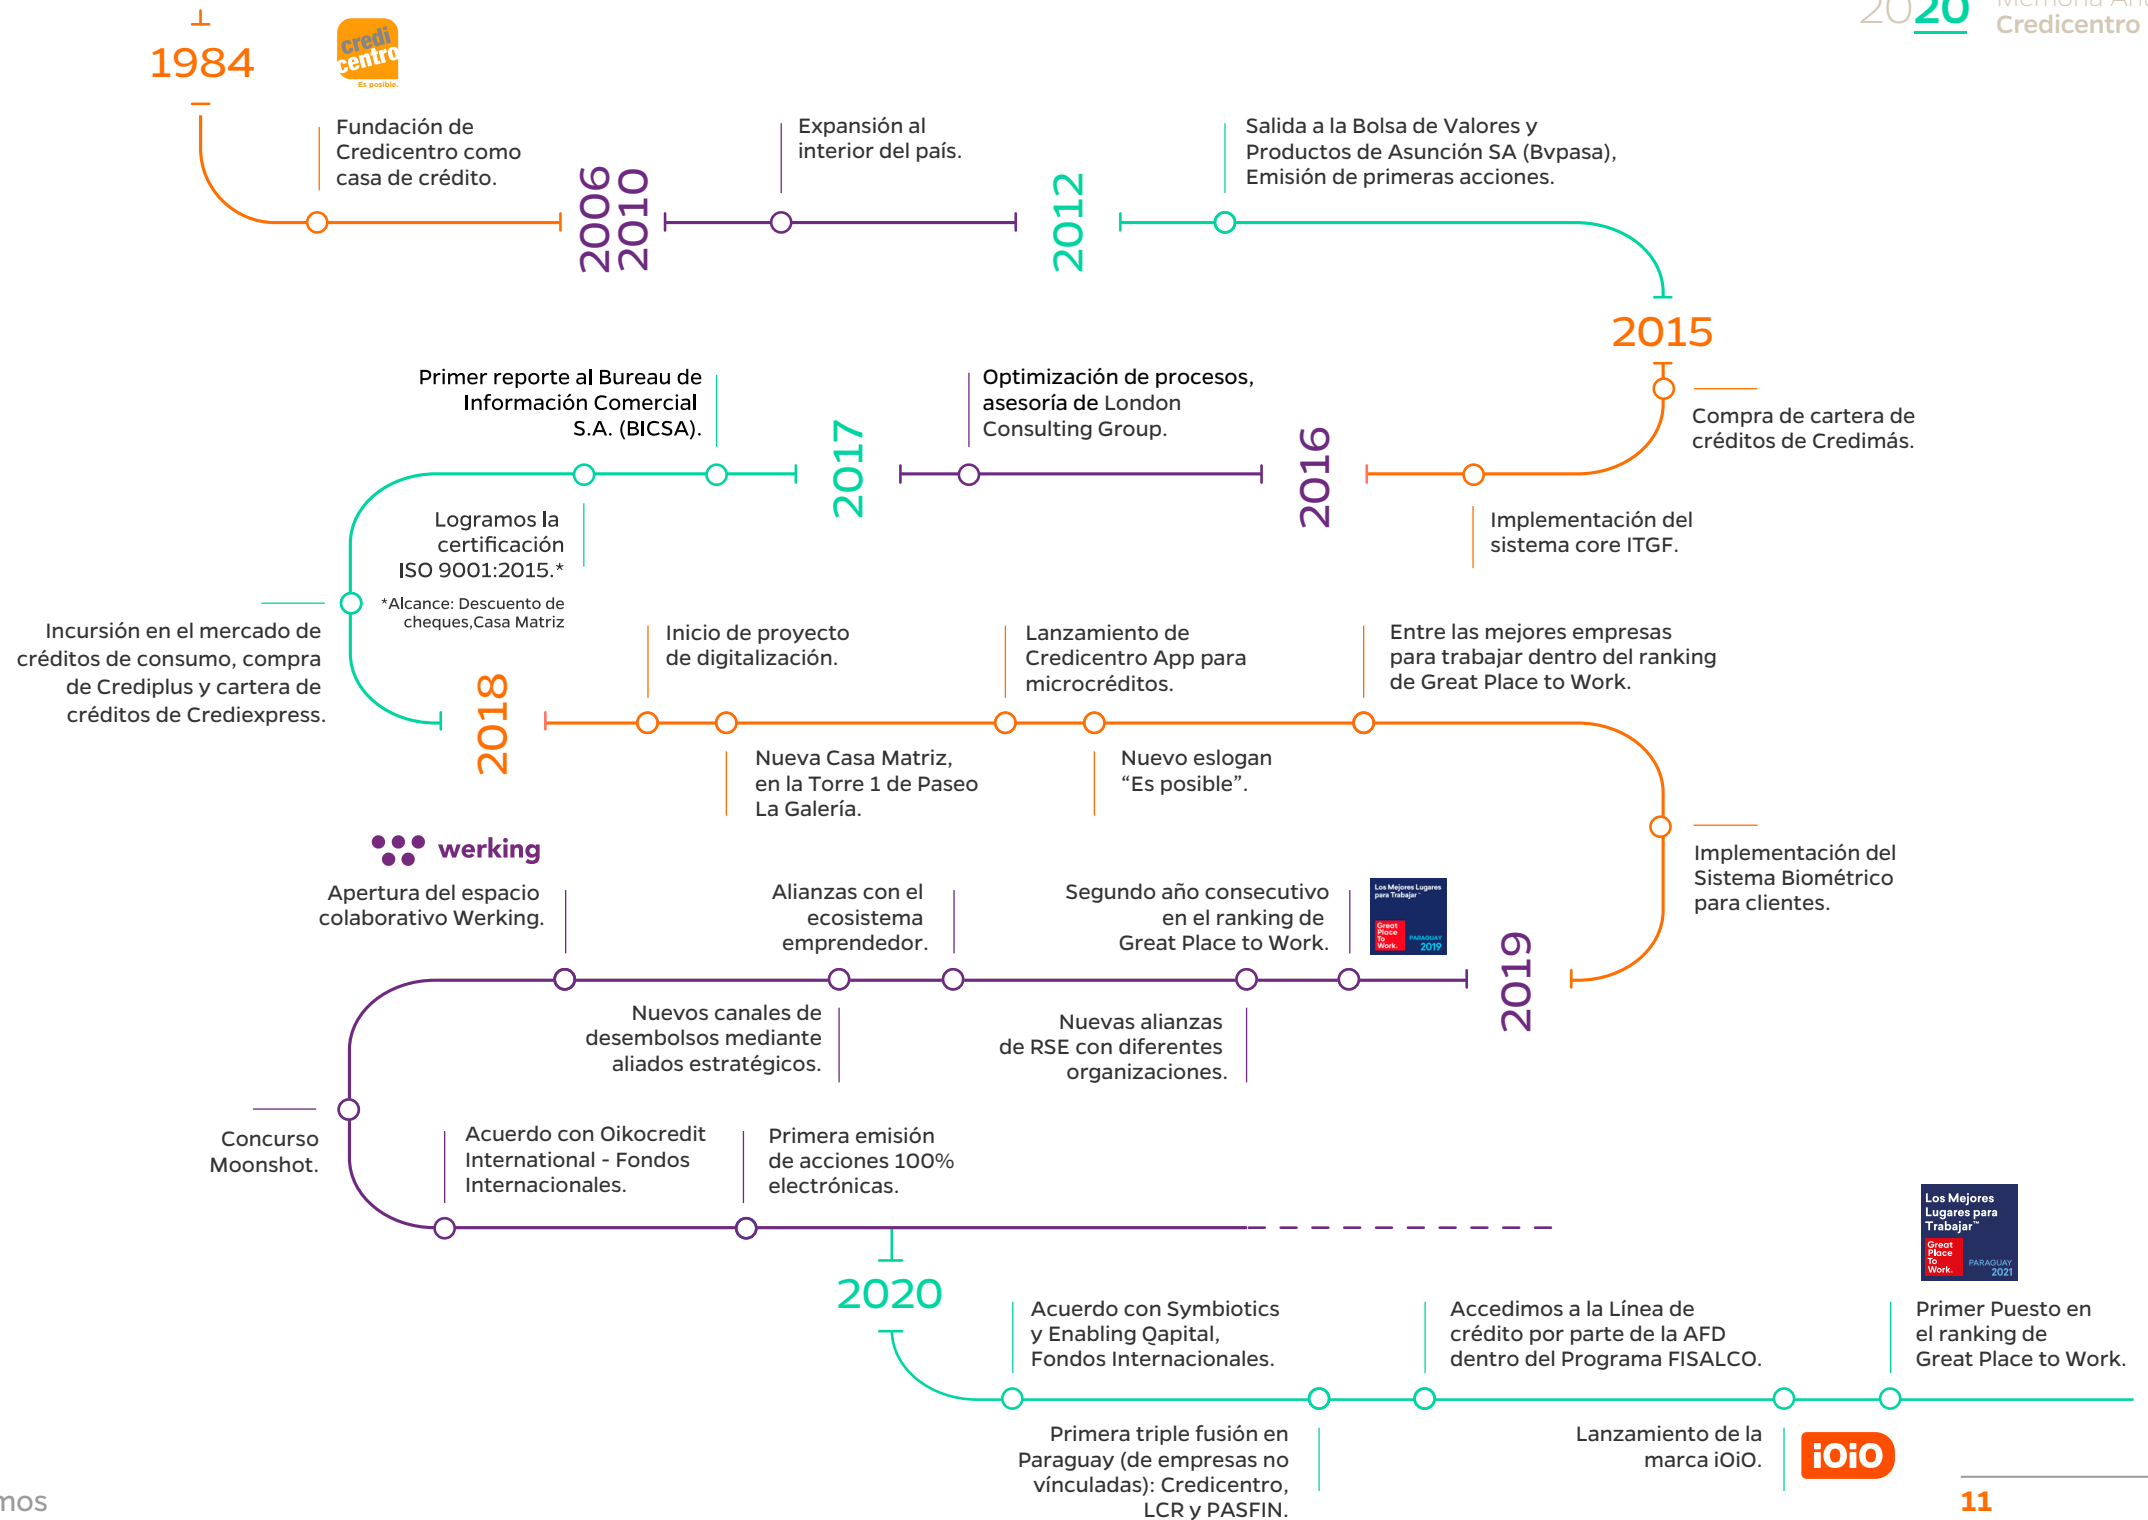 2020
Credicentro
1984
credi
centro
Es posible.
Fundación de
Credicentro como
casa de crédito.
2006
2010
Expansión al
interior del país.
2012
Salida a la Bolsa de Valores y
Productos de Asunción SA (Bvpasa),
Emisión de primeras acciones.
2015
Compra de cartera de
créditos de Credimás.
Implementación del
sistema core ITGF.
2016
Optimización de procesos,
asesoría de London
Consulting Group.
2017
Primer reporte al Bureau de
Información Comercial
S.A. (BICSA).
Logramos la
certificación
ISO 9001:2015.*
*Alcance: Descuento de
cheques,Casa Matriz
Incursión en el mercado de
créditos de consumo, compra
de Crediplus y cartera de
créditos de Crediexpress.
2018
Inicio de proyecto
de digitalización.
Nueva Casa Matriz,
en la Torre 1 de Paseo
La Galería.
Lanzamiento de
Credicentro App para
microcréditos.
Nuevo eslogan
“Es posible”.
Entre las mejores empresas
para trabajar dentro del ranking
de Great Place to Work.
Implementación del
Sistema Biométrico
para clientes.
2019
Los Mejores Lugares
para Trabajar™
Great
Place
To
Work.
PARAGUAY
2019
Segundo año consecutivo
en el ranking de
Great Place to Work.
Nuevas alianzas
de RSE con diferentes
organizaciones.
Alianzas con el
ecosistema
emprendedor.
Nuevos canales de
desembolsos mediante
aliados estratégicos.
werking
Apertura del espacio
colaborativo Werking.
Concurso
Moonshot.
Acuerdo con Oikocredit
International - Fondos
Internacionales.
Primera emisión
de acciones 100%
electrónicas.
2020
Acuerdo con Symbiotics
y Enabling Qapital,
Fondos Internacionales.
Primera triple fusión en
Paraguay (de empresas no
vínculadas): Credicentro,
LCR y PASFIN.
Accedimos a la Línea de
crédito por parte de la AFD
dentro del Programa FISALCO.
Lanzamiento de la
marca iOiO.
iOiO
Los Mejores
Lugares para
Trabajar™
Great
Place
To
Work.
PARAGUAY
2021
Primer Puesto en
el ranking de
Great Place to Work.
11